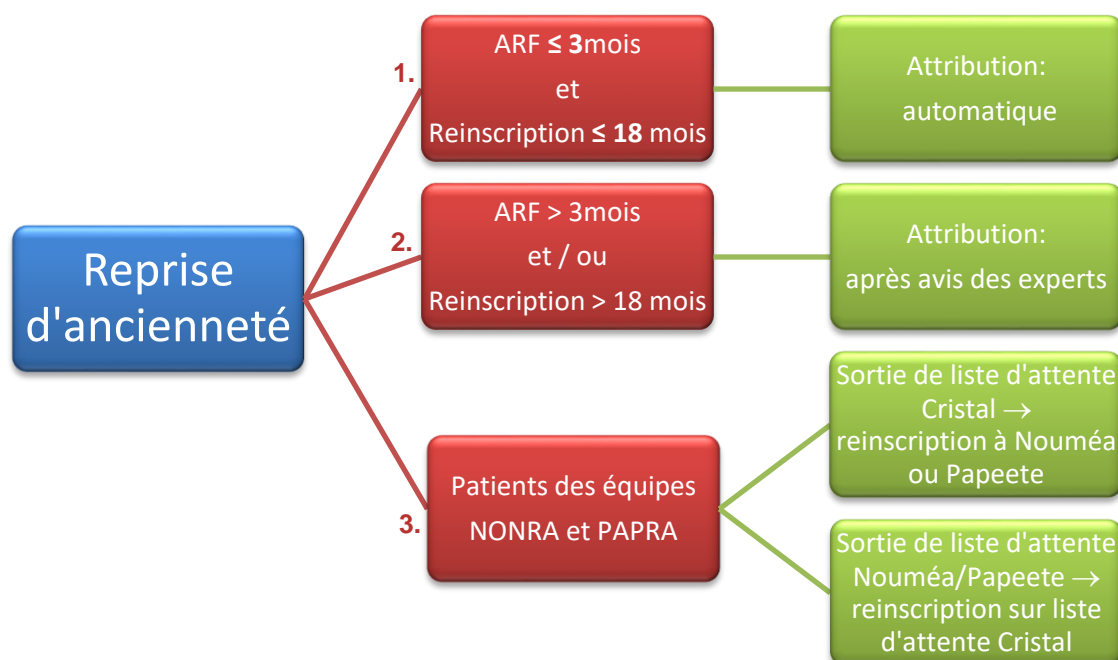 Reprise
d'ancienneté
1.
ARF ≤ 3mois
et
Reinscription ≤ 18 mois
Attribution:
automatique
2.
ARF > 3mois
et / ou
Reinscription > 18 mois
Attribution:
après avis des experts
3.
Patients des équipes
NONRA et PAPRA
Sortie de liste d'attente
Cristal →
reinscription à Nouméa
ou Papeete
Sortie de liste d'attente
Nouméa/Papeete →
reinscription sur liste
d'attente Cristal